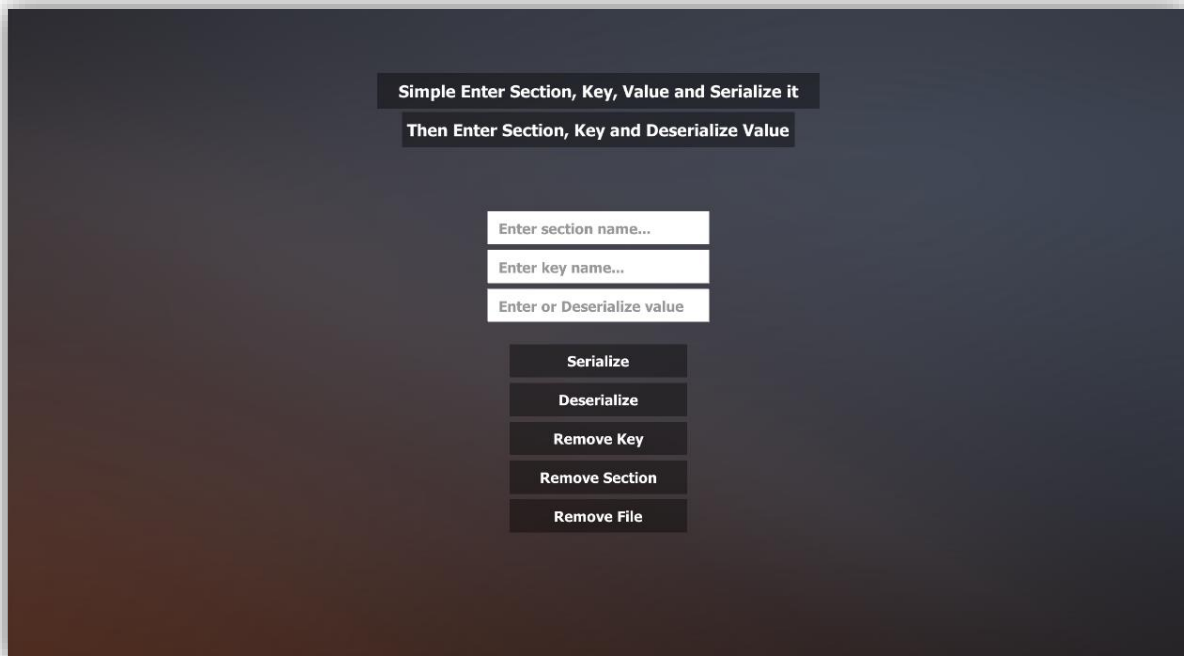 Simple Enter Section, Key, Value and Serialize it
Then Enter Section, Key and Deserialize Value
Enter section name...
Enter key name...
Enter or Deserialize value
Serialize
Deserialize
Remove Key
Remove Section
Remove File